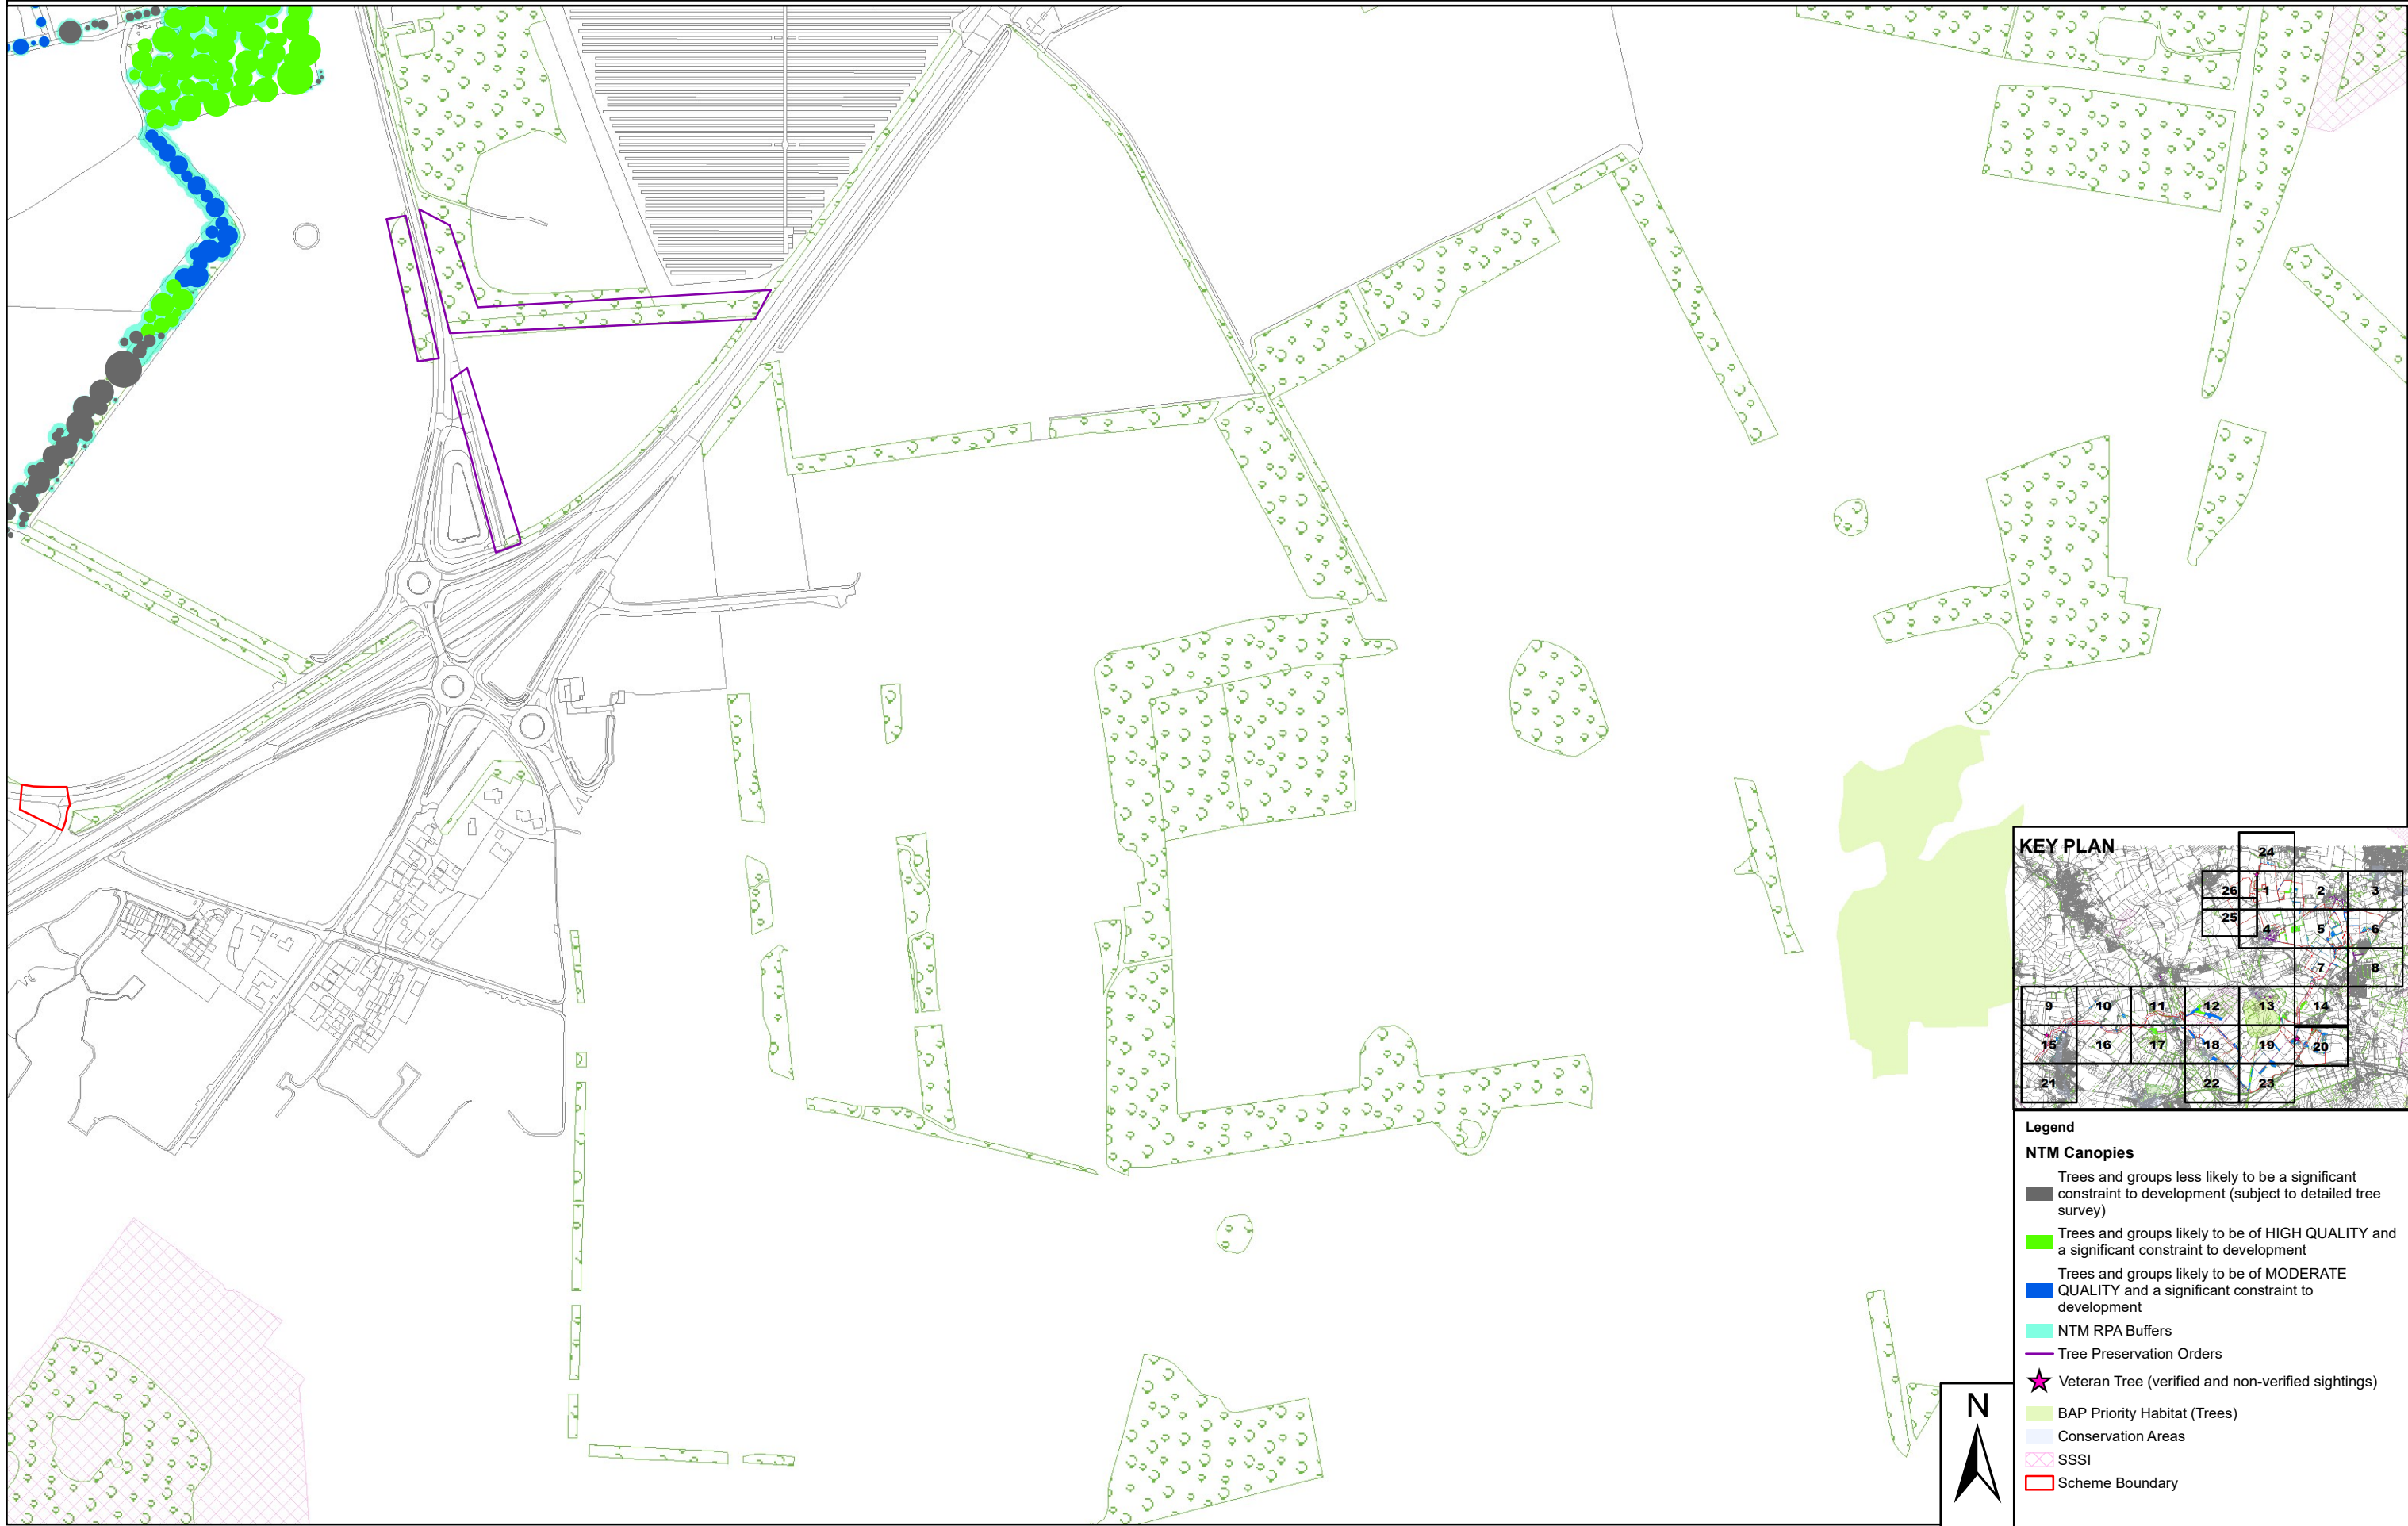 KEY PLAN
24
26 1 2 3
25
4 5 6
7 8
9 10 11 12 13 14
15 16 17 18 19 20
21 22 23
Legend
NTM Canopies
Trees and groups less likely to be a significant
constraint to development (subject to detailed tree
survey)
Trees and groups likely to be of HIGH QUALITY and
a significant constraint to development
Trees and groups likely to be of MODERATE
QUALITY and a significant constraint to
development
NTM RPA Buffers
Tree Preservation Orders
Veteran Tree (verified and non-verified sightings)
BAP Priority Habitat (Trees)
Conservation Areas
SSSI
Scheme Boundary
N